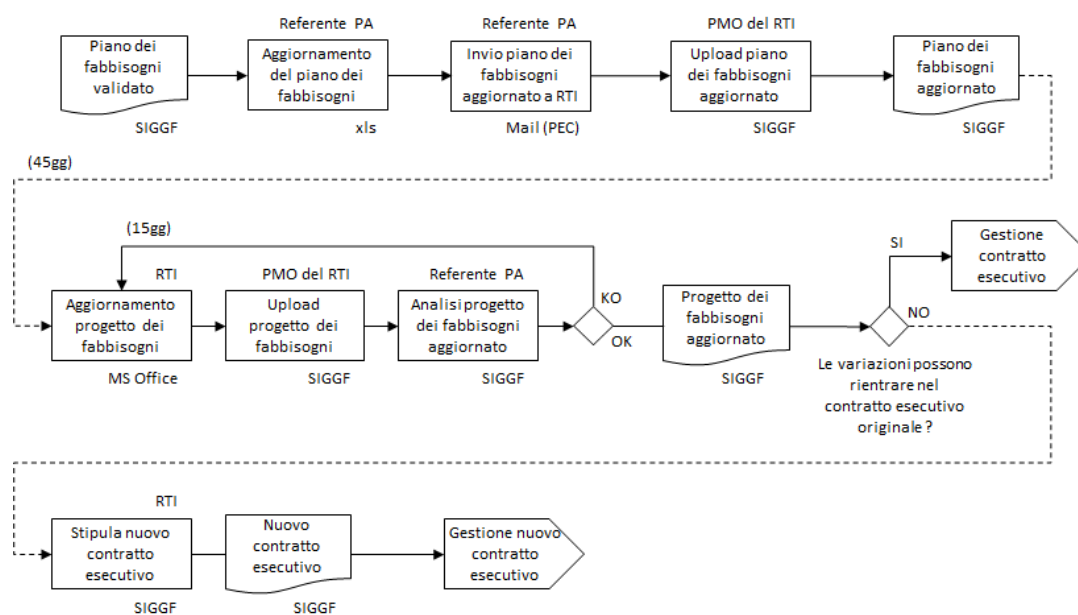 Referente PA
Referente PA
PMO del RTI
Piano dei
fabbisogni
validato
Aggiornamento
del piano dei
fabbisogni
Invio piano dei
fabbisogni
aggiornato a RTI
Upload piano
dei fabbisogni
aggiornato
Piano dei
fabbisogni
aggiornato
SIGGF
xls
Mail (PEC)
SIGGF
SIGGF
(45gg)
(15gg)
RTI
PMO del RTI
Referente PA
Aggiornamento
progetto dei
fabbisogni
Upload
progetto dei
fabbisogni
Analisi progetto
dei fabbisogni
aggiornato
KO
OK
Progetto dei
fabbisogni
aggiornato
SI
NO
Gestione
contratto
esecutivo
MS Office
SIGGF
SIGGF
SIGGF
Le variazioni possono
rientrare nel
contratto esecutivo
originale ?
RTI
Stipula nuovo
contratto
esecutivo
Nuovo
contratto
esecutivo
Gestione nuovo
contratto
esecutivo
SIGGF
SIGGF